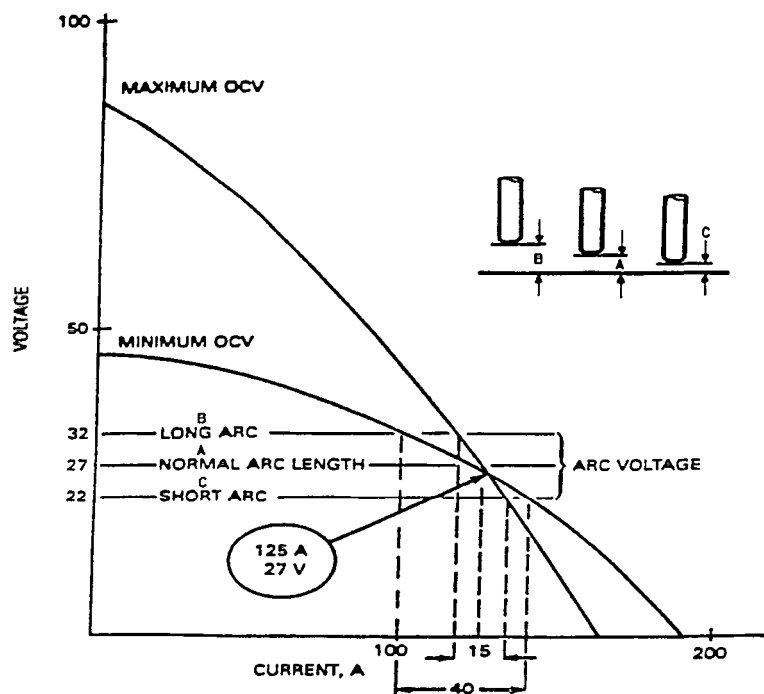 100
MAXIMUM OCV
C
B
A
VOLTAGE
50
MINIMUM OCV
B
32
LONG ARC
A
27
NORMAL ARC LENGTH
ARC VOLTAGE
C
22
SHORT ARC
125 A
27 V
100
15
200
CURRENT, A
40